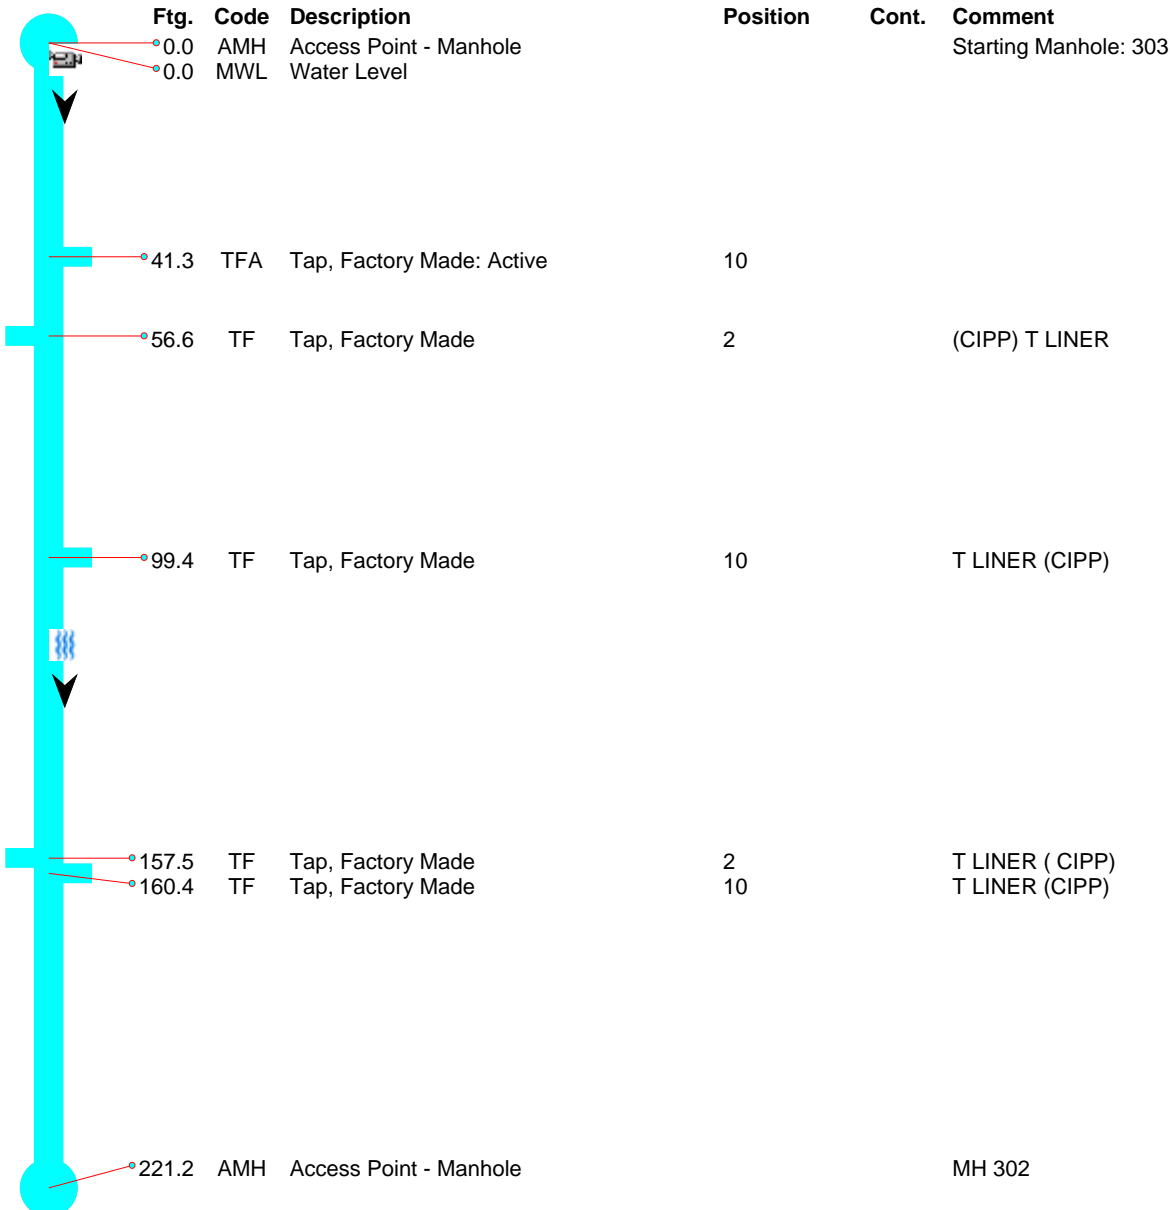 Ftg. Code Description Position Cont. Comment
0.0 AMH Access Point - Manhole Starting Manhole: 303
0.0 MWL Water Level
41.3 TFA Tap, Factory Made: Active 10
56.6 TF Tap, Factory Made 2 (CIPP) T LINER
99.4 TF Tap, Factory Made 10 T LINER (CIPP)
157.5 TF Tap, Factory Made 2 T LINER ( CIPP)
160.4 TF Tap, Factory Made 10 T LINER (CIPP)
221.2 AMH Access Point - Manhole MH 302